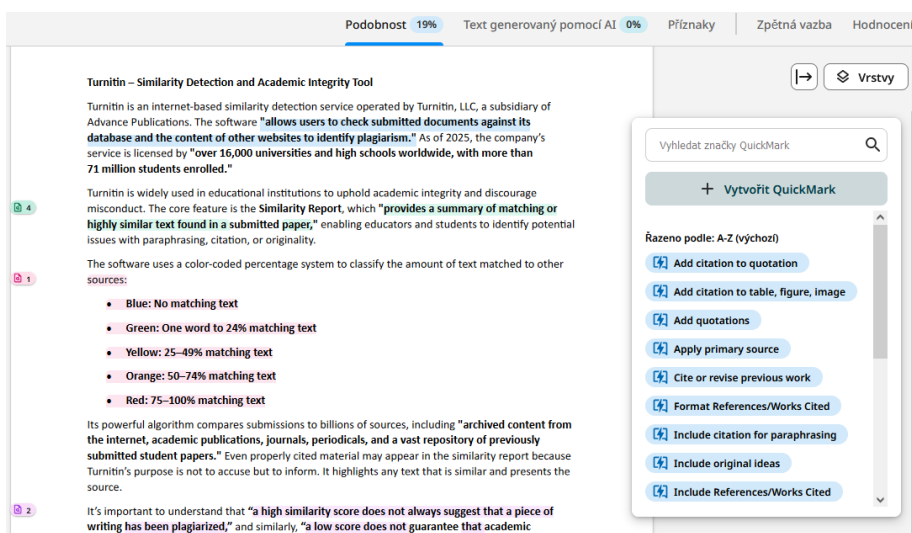 Podobnost 19% Text generovaný pomocí AI 0% Příznaky Zpětná vazba Hodnocení
Vrstvy
Turnitin – Similarity Detection and Academic Integrity Tool
Turnitin is an internet-based similarity detection service operated by Turnitin, LLC, a subsidiary of
Advance Publications. The software "allows users to check submitted documents against its
database and the content of other websites to identify plagiarism." As of 2025, the company's
service is licensed by "over 16,000 universities and high schools worldwide, with more than
71 million students enrolled."
4
Turnitin is widely used in educational institutions to uphold academic integrity and discourage
misconduct. The core feature is the Similarity Report, which "provides a summary of matching or
highly similar text found in a submitted paper," enabling educators and students to identify potential
issues with paraphrasing, citation, or originality.
1
The software uses a color-coded percentage system to classify the amount of text matched to other
sources:
• Blue: No matching text
• Green: One word to 24% matching text
• Yellow: 25–49% matching text
• Orange: 50–74% matching text
• Red: 75–100% matching text
Its powerful algorithm compares submissions to billions of sources, including "archived content from
the internet, academic publications, journals, periodicals, and a vast repository of previously
submitted student papers." Even properly cited material may appear in the similarity report because
Turnitin's purpose is not to accuse but to inform. It highlights any text that is similar and presents the
source.
2
It's important to understand that “a high similarity score does not always suggest that a piece of
writing has been plagiarized,” and similarly, “a low score does not guarantee that academic
Vyhledat značky QuickMark
+ Vytvořit QuickMark
Řazeno podle: A-Z (výchozí)
Add citation to quotation
Add citation to table, figure, image
Add quotations
Apply primary source
Cite or revise previous work
Format References/Works Cited
Include citation for paraphrasing
Include original ideas
Include References/Works Cited